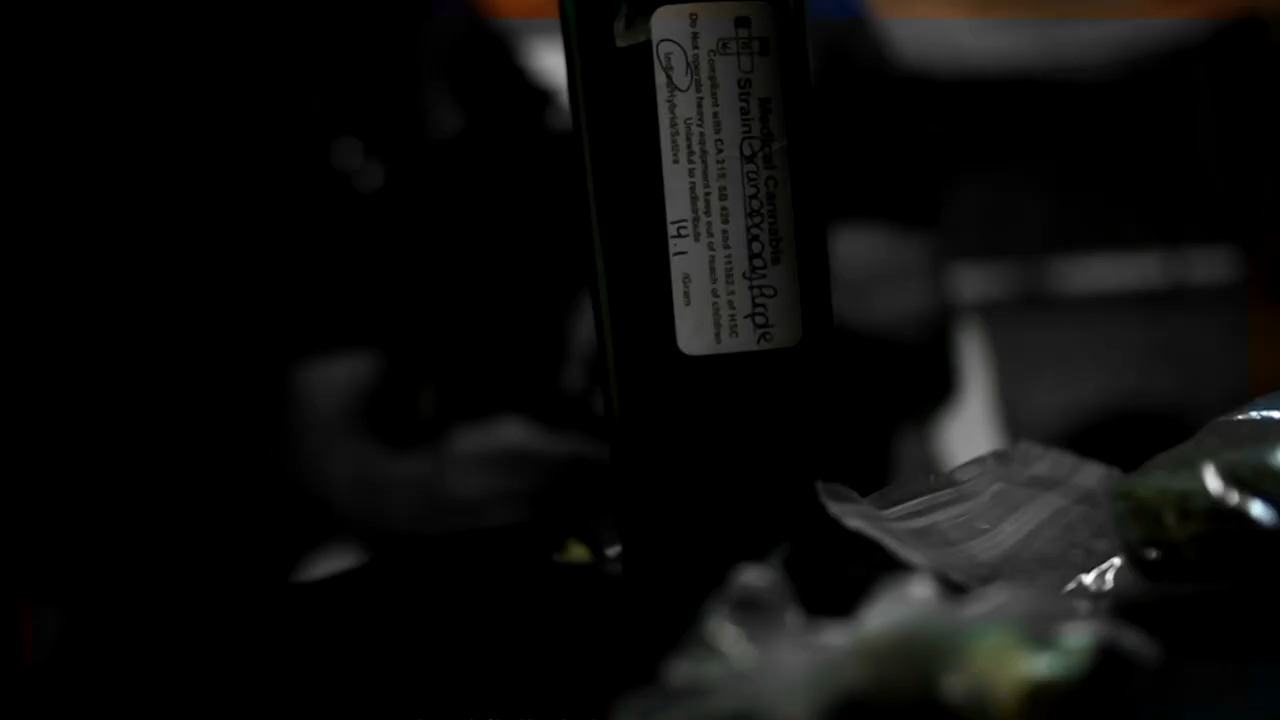 Medical Cannabis
Strain Granddaddy Purple
Compliant with CA 215, SB 420 and 11362.5 of HSC
Do Not operate heavy equipment keep out of reach of children
Unlawful to redistribute
Indica/Hybrid/Sativa 14.1 /Gram